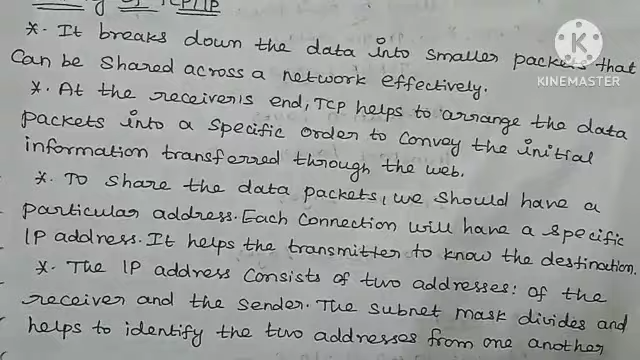 of TCP/IP
*. It breaks down the data into smaller packets that
can be shared across a network effectively.
*. At the receiver's end, TCP helps to arrange the data
packets into a specific order to convey the initial
information transferred through the web.
*. To share the data packets, we should have a
particular address. Each connection will have a specific
IP address. It helps the transmitter to know the destination.
*. The IP address consists of two addresses: of the
receiver and the sender. The subnet mask divides and
helps to identify the two addresses from one another
KINEMASTER